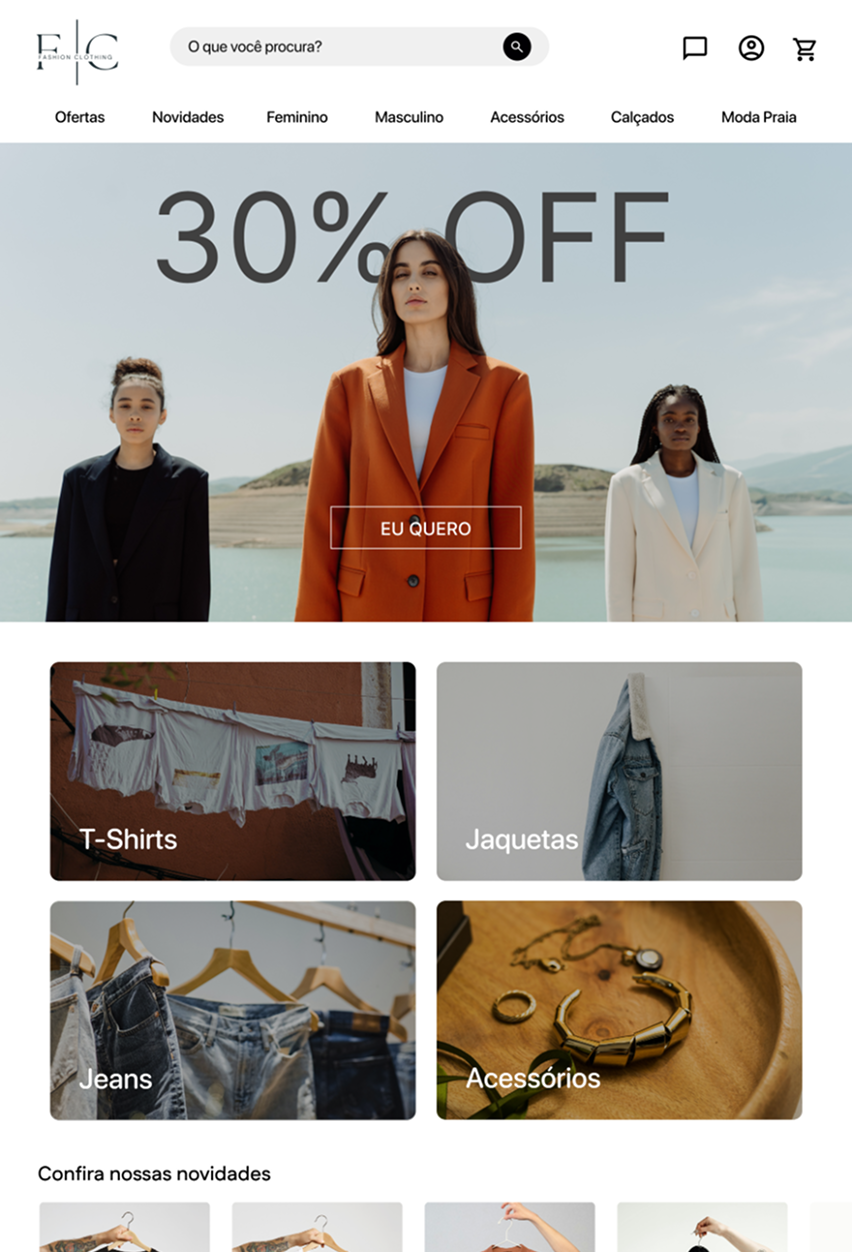 F|C
FASHION CLOTHING
O que você procura?
Ofertas Novidades Feminino Masculino Acessórios Calçados Moda Praia
30% OFF
EU QUERO
T-Shirts
Jaquetas
Jeans
Acessórios
Confira nossas novidades